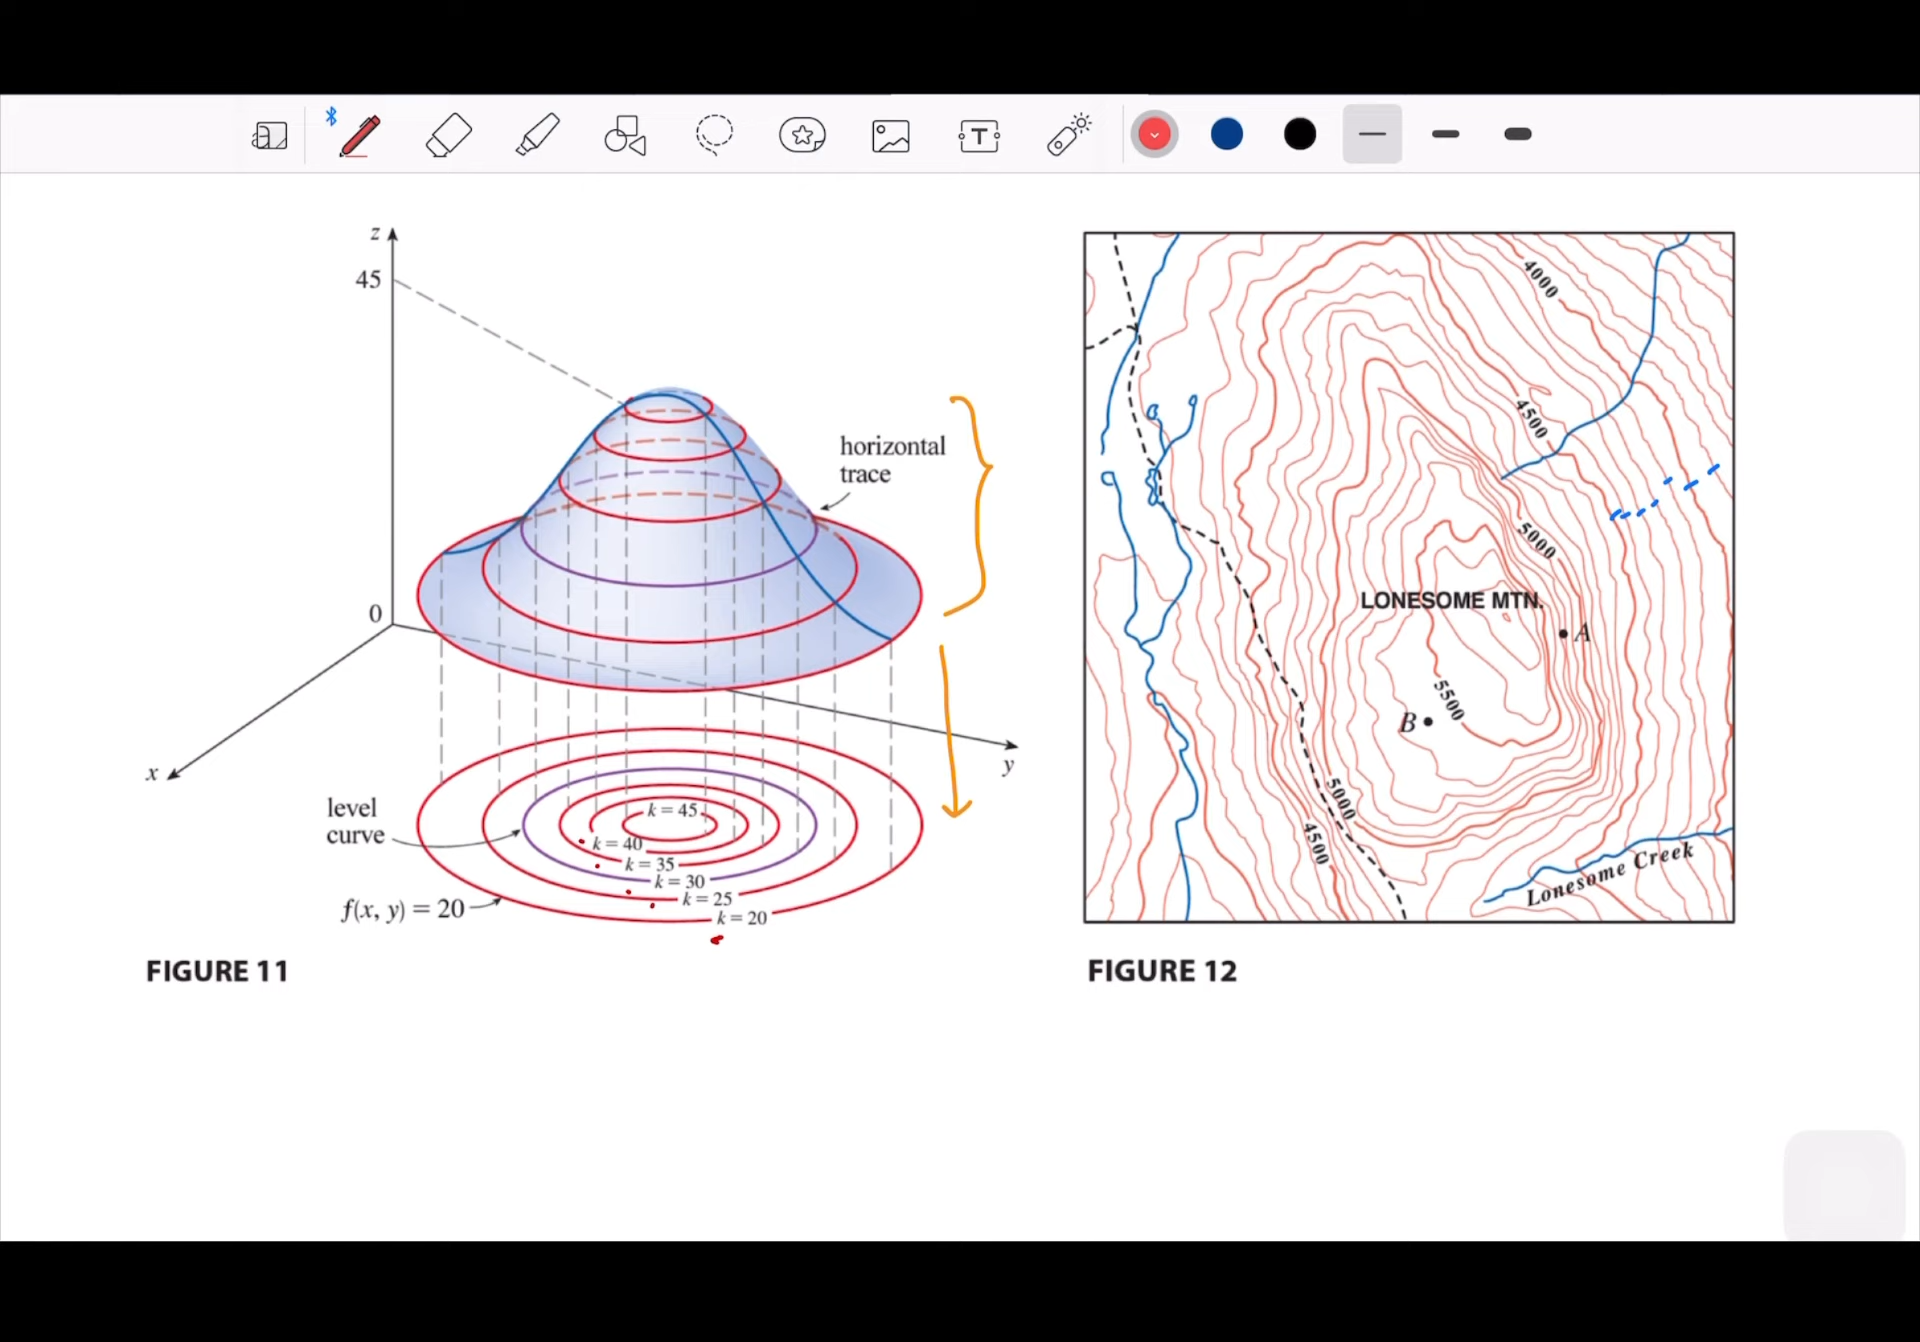 z
45
horizontal
trace
0
x
y
level
curve
k = 45
k = 40
k = 35
k = 30
k = 25
f(x, y) = 20
k = 20
FIGURE 11
4000
4500
5000
LONESOME MTN.
A
5500
B
5000
4500
Lonesome Creek
FIGURE 12